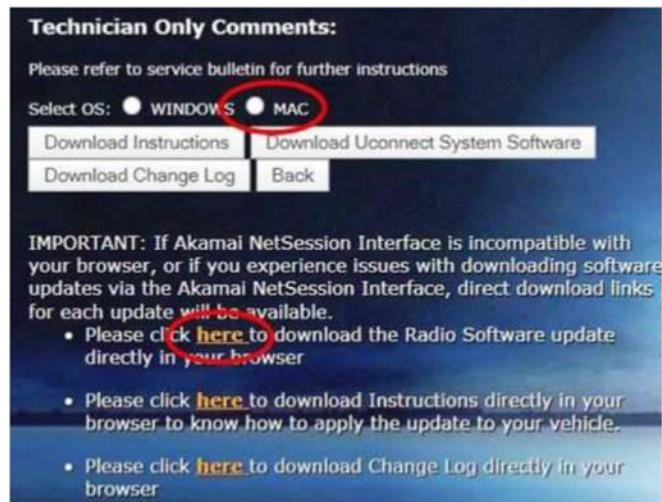 Technician Only Comments:
Please refer to service bulletin for further instructions
Select OS: WINDOWS MAC
Download Instructions Download Uconnect System Software
Download Change Log Back
IMPORTANT: If Akamai NetSession Interface is incompatible with
your browser, or if you experience issues with downloading software
updates via the Akamai NetSession Interface, direct download links
for each update will be available.
• Please click here to download the Radio Software update
directly in your browser
• Please click here to download Instructions directly in your
browser to know how to apply the update to your vehicle.
• Please click here to download Change Log directly in your
browser